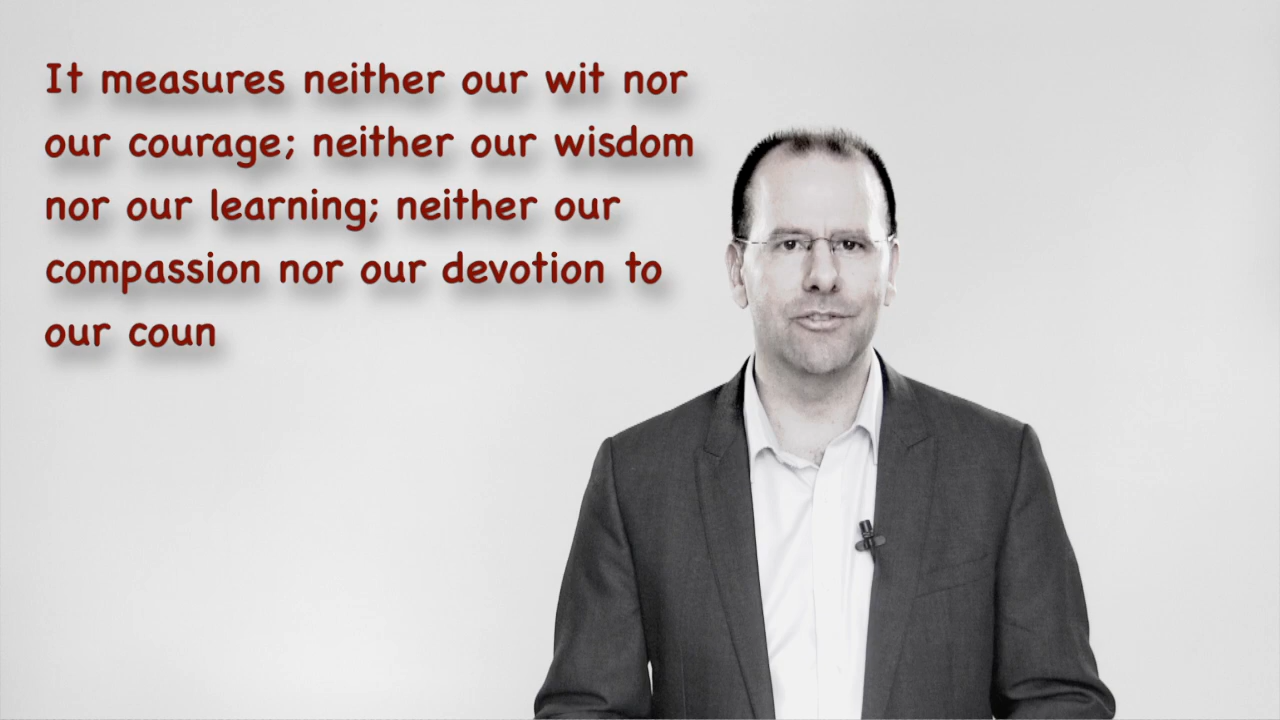 It measures neither our wit nor
our courage; neither our wisdom
nor our learning; neither our
compassion nor our devotion to
our coun